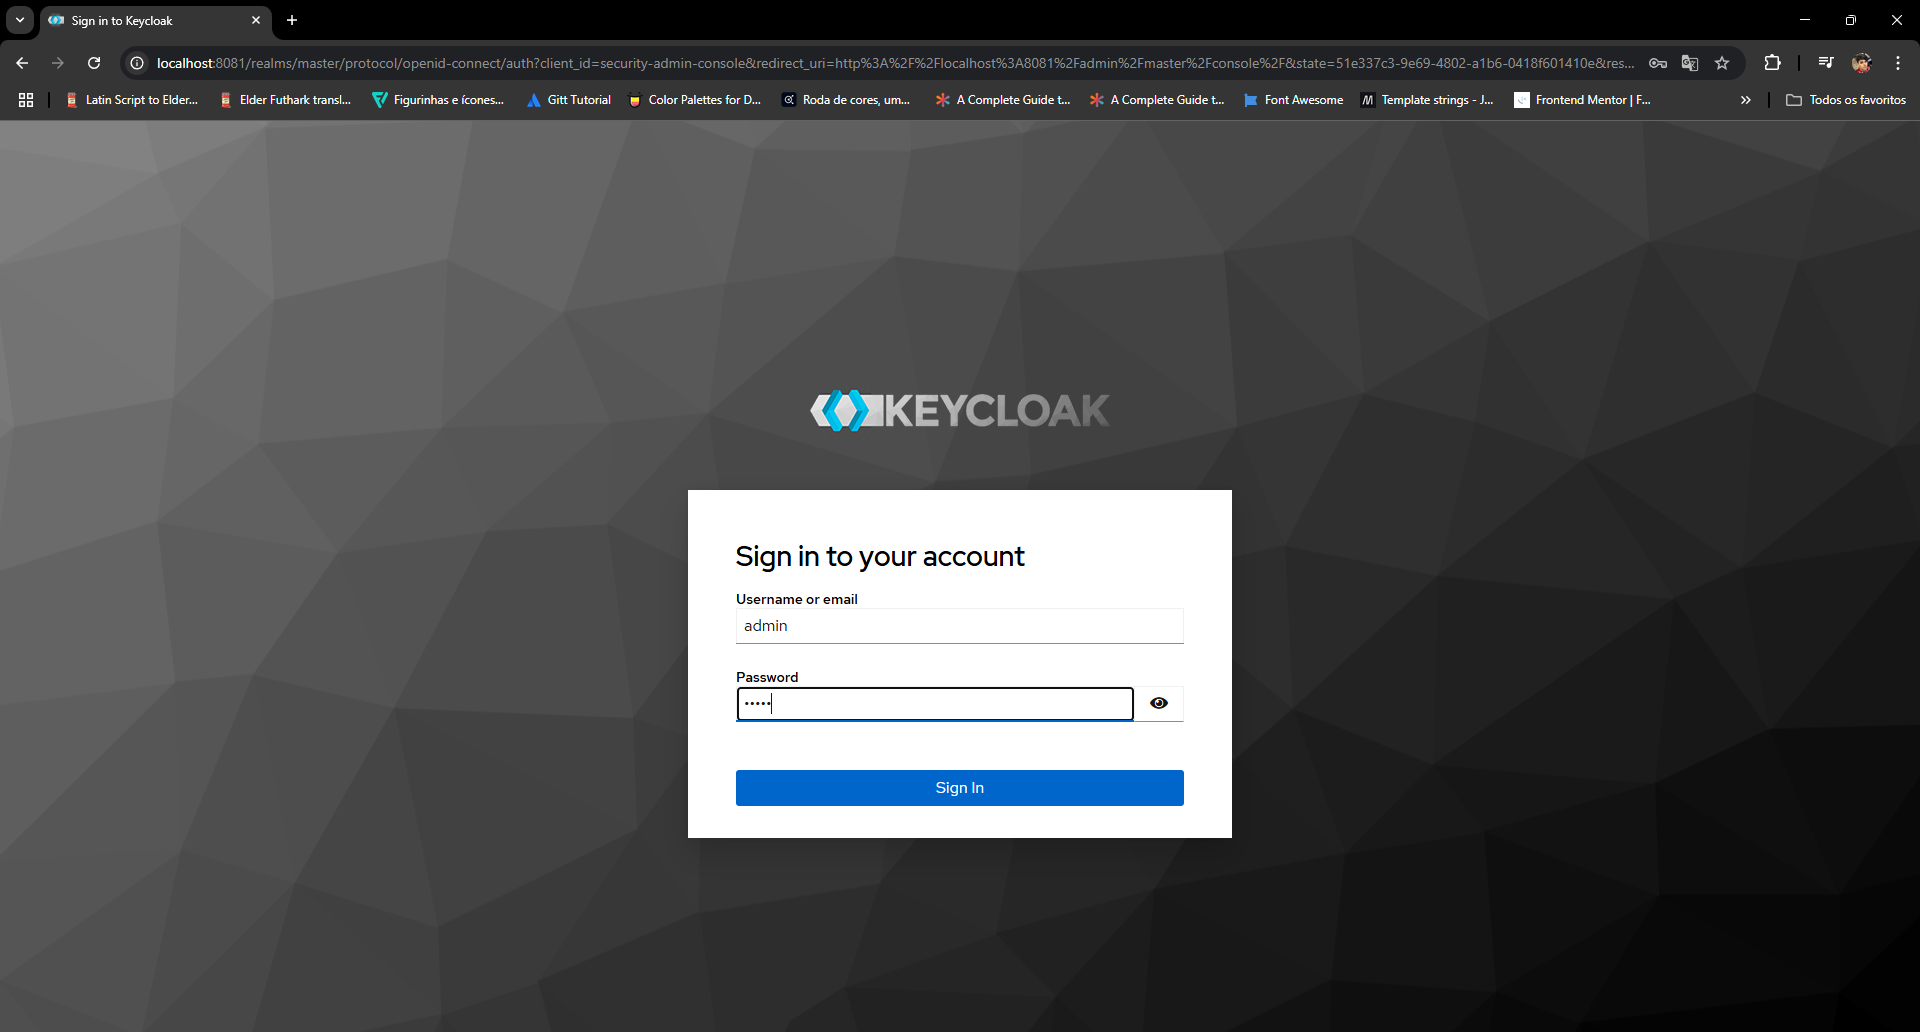 Sign in to Keycloak
localhost:8081/realms/master/protocol/openid-connect/auth?client_id=security-admin-console&redirect_uri=http%3A%2F%2Flocalhost%3A8081%2Fadmin%2Fmaster%2Fconsole%2F&state=51e337c3-9e69-4802-a1b6-0418f601410e&res...
Latin Script to Elder... Elder Futhark transl... Figurinhas e ícones... Gitt Tutorial Color Palettes for D... Roda de cores, um... A Complete Guide t... A Complete Guide t... Font Awesome Template strings - J... Frontend Mentor | F... » Todos os favoritos
KEYCLOAK
Sign in to your account
Username or email
admin
Password
•••••
Sign In